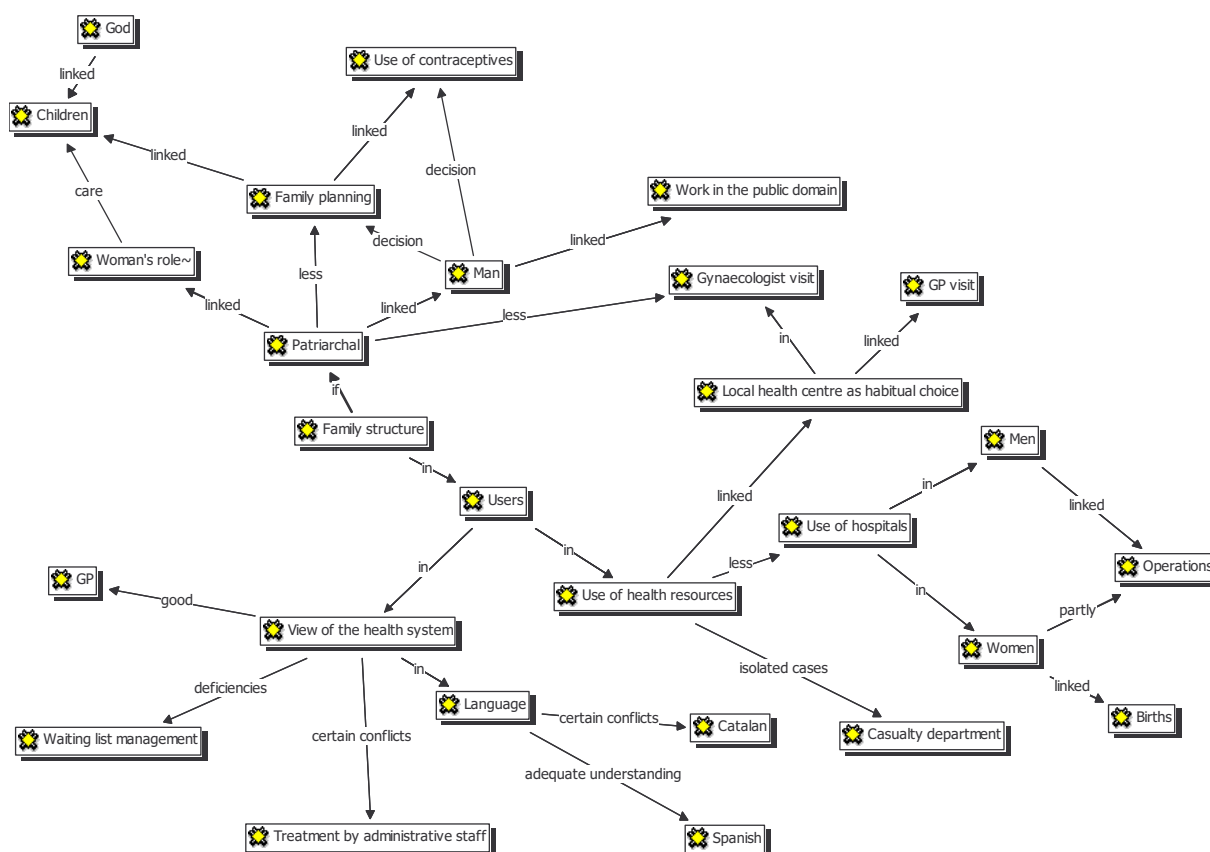 God
Use of contraceptives
linked
Children
linked
linked
decision
care
Family planning
Work in the public domain
decision
linked
Woman's role~
less
Man
Gynaecologist visit
GP visit
linked
linked
less
Patriarchal
in
linked
if
Local health centre as habitual choice
Family structure
Men
in
Users
linked
in
linked
Use of hospitals
in
in
less
Operations
GP
good
Use of health resources
in
partly
View of the health system
Women
in
isolated cases
deficiencies
linked
Language
certain conflicts
Catalan
Births
Waiting list management
certain conflicts
Casualty department
adequate understanding
Treatment by administrative staff
Spanish